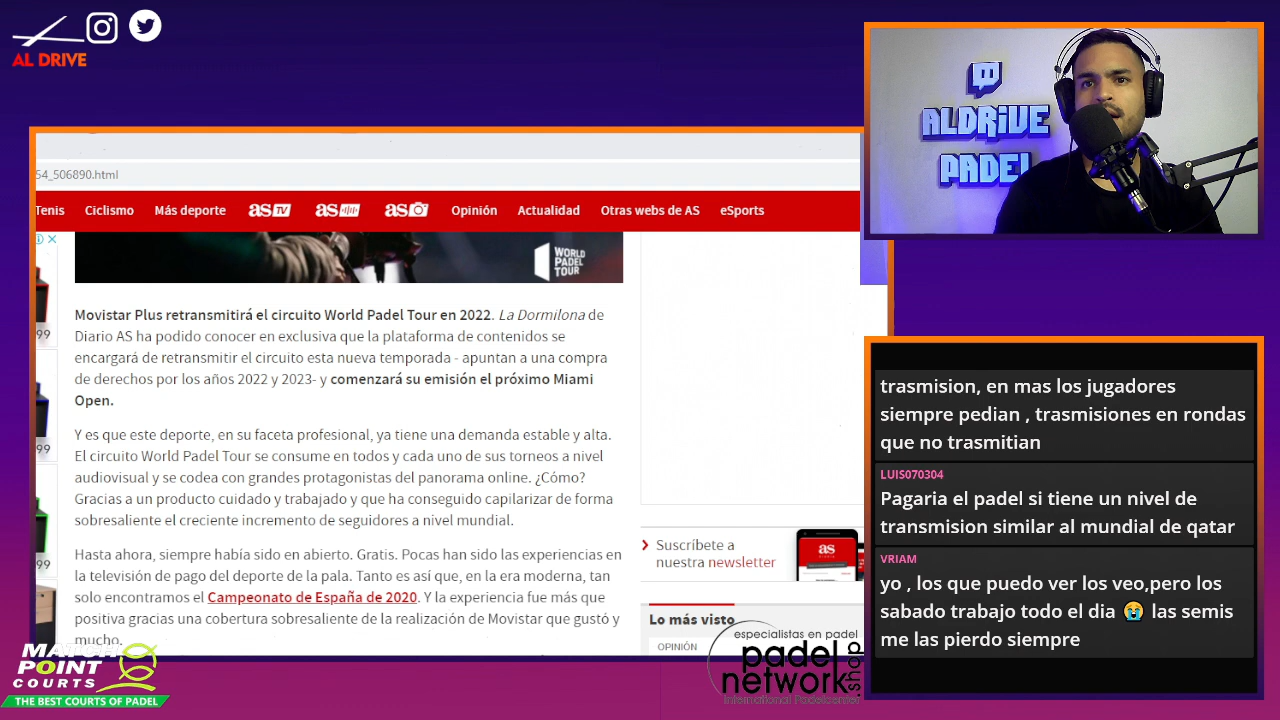 AL DRIVE
54_506890.html
Tenis Ciclismo Más deporte as TV as as Opinión Actualidad Otras webs de AS eSports
WORLD
PADEL
TOUR
99
99
99
Movistar Plus retransmitirá el circuito World Padel Tour en 2022. La Dormilona de
Diario AS ha podido conocer en exclusiva que la plataforma de contenidos se
encargará de retransmitir el circuito esta nueva temporada - apuntan a una compra
de derechos por los años 2022 y 2023- y comenzará su emisión el próximo Miami
Open.
Y es que este deporte, en su faceta profesional, ya tiene una demanda estable y alta.
El circuito World Padel Tour se consume en todos y cada uno de sus torneos a nivel
audiovisual y se codea con grandes protagonistas del panorama online. ¿Cómo?
Gracias a un producto cuidado y trabajado y que ha conseguido capilarizar de forma
sobresaliente el creciente incremento de seguidores a nivel mundial.
Hasta ahora, siempre había sido en abierto. Gratis. Pocas han sido las experiencias en
la televisión de pago del deporte de la pala. Tanto es así que, en la era moderna, tan
solo encontramos el Campeonato de España de 2020. Y la experiencia fue más que
positiva gracias una cobertura sobresaliente de la realización de Movistar que gustó y
mucho.
Suscríbete a
nuestra newsletter
as
Lo más visto
OPINIÓN
MATCH
POINT
COURTS
THE BEST COURTS OF PADEL
especialistas en padel
padel
network
.shop
International Padelcenter
ALDRIVE
PADEL
trasmision, en mas los jugadores
siempre pedian , trasmisiones en rondas
que no trasmitian
LUIS070304
Pagaria el padel si tiene un nivel de
transmision similar al mundial de qatar
VRIAM
yo , los que puedo ver los veo,pero los
sabado trabajo todo el dia 😭 las semis
me las pierdo siempre